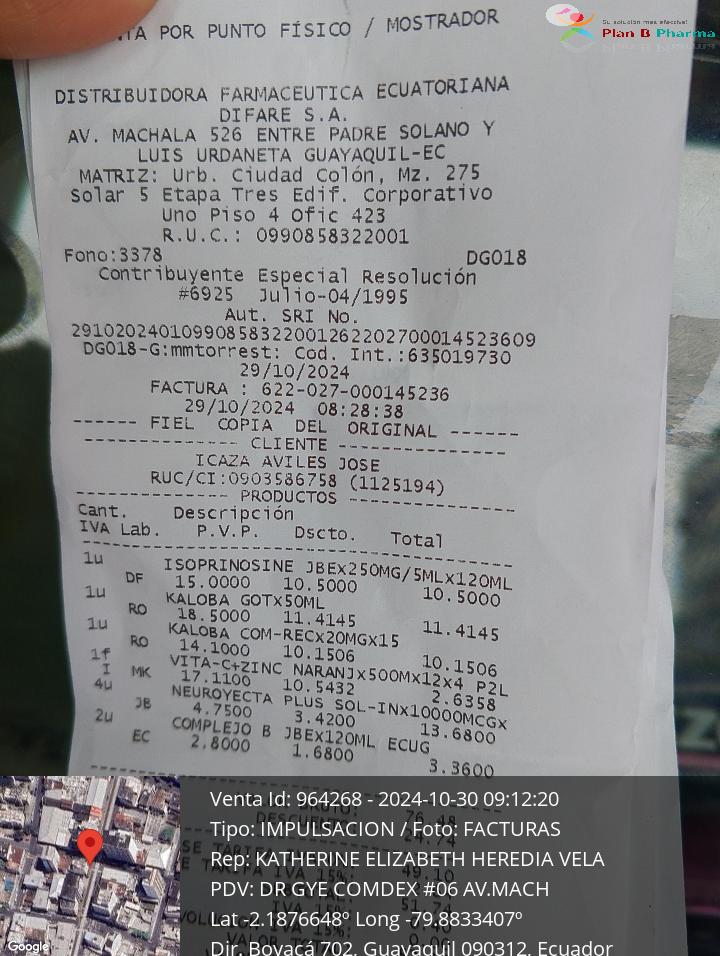 TA POR PUNTO FÍSICO / MOSTRADOR
Su solución más efectiva!
Plan B Pharma
DISTRIBUIDORA FARMACEUTICA ECUATORIANA
DIFARE S.A.
AV. MACHALA 526 ENTRE PADRE SOLANO Y
LUIS URDANETA GUAYAQUIL-EC
MATRIZ: Urb. Ciudad Colón, Mz. 275
Solar 5 Etapa Tres Edif. Corporativo
Uno Piso 4 Ofic 423
R.U.C.: 0990858322001
Fono:3378 DG018
Contribuyente Especial Resolución
#6925 Julio-04/1995
Aut. SRI No.
29102024010990858322001262202700014523609
DG018-G:mmtorrest: Cod. Int.:635019730
29/10/2024
FACTURA : 622-027-000145236
29/10/2024 08:28:38
------ FIEL COPIA DEL ORIGINAL ------
--------------- CLIENTE ---------------
ICAZA AVILES JOSE
RUC/CI:0903586758 (1125194)
-------------- PRODUCTOS ---------------
Cant. Descripción
IVA Lab. P.V.P. Dscto. Total
1u ISOPRINOSINE JBEx250MG/5MLx120ML
DF 15.0000 10.5000 10.5000
1u KALOBA GOTx50ML
RO 18.5000 11.4145 11.4145
1u KALOBA COM-RECx20MGx15
RO 14.1000 10.1506 10.1506
1f VITA-C+ZINC NARANJx500Mx12x4 P2L
I MK 17.1100 10.5432 2.6358
4u NEUROYECTA PLUS SOL-INx10000MCGx
JB 4.7500 3.4200 13.6800
2u COMPLEJO B JBEx120ML ECUG
EC 2.8000 1.6800 3.3600
Venta Id: 964268 - 2024-10-30 09:12:20
Tipo: IMPULSACION / Foto: FACTURAS
Rep: KATHERINE ELIZABETH HEREDIA VELA
PDV: DR GYE COMDEX #06 AV.MACH
Lat -2.1876648º Long -79.8833407º
Dir. Boyacá 702, Guayaquil 090312, Ecuador
Google